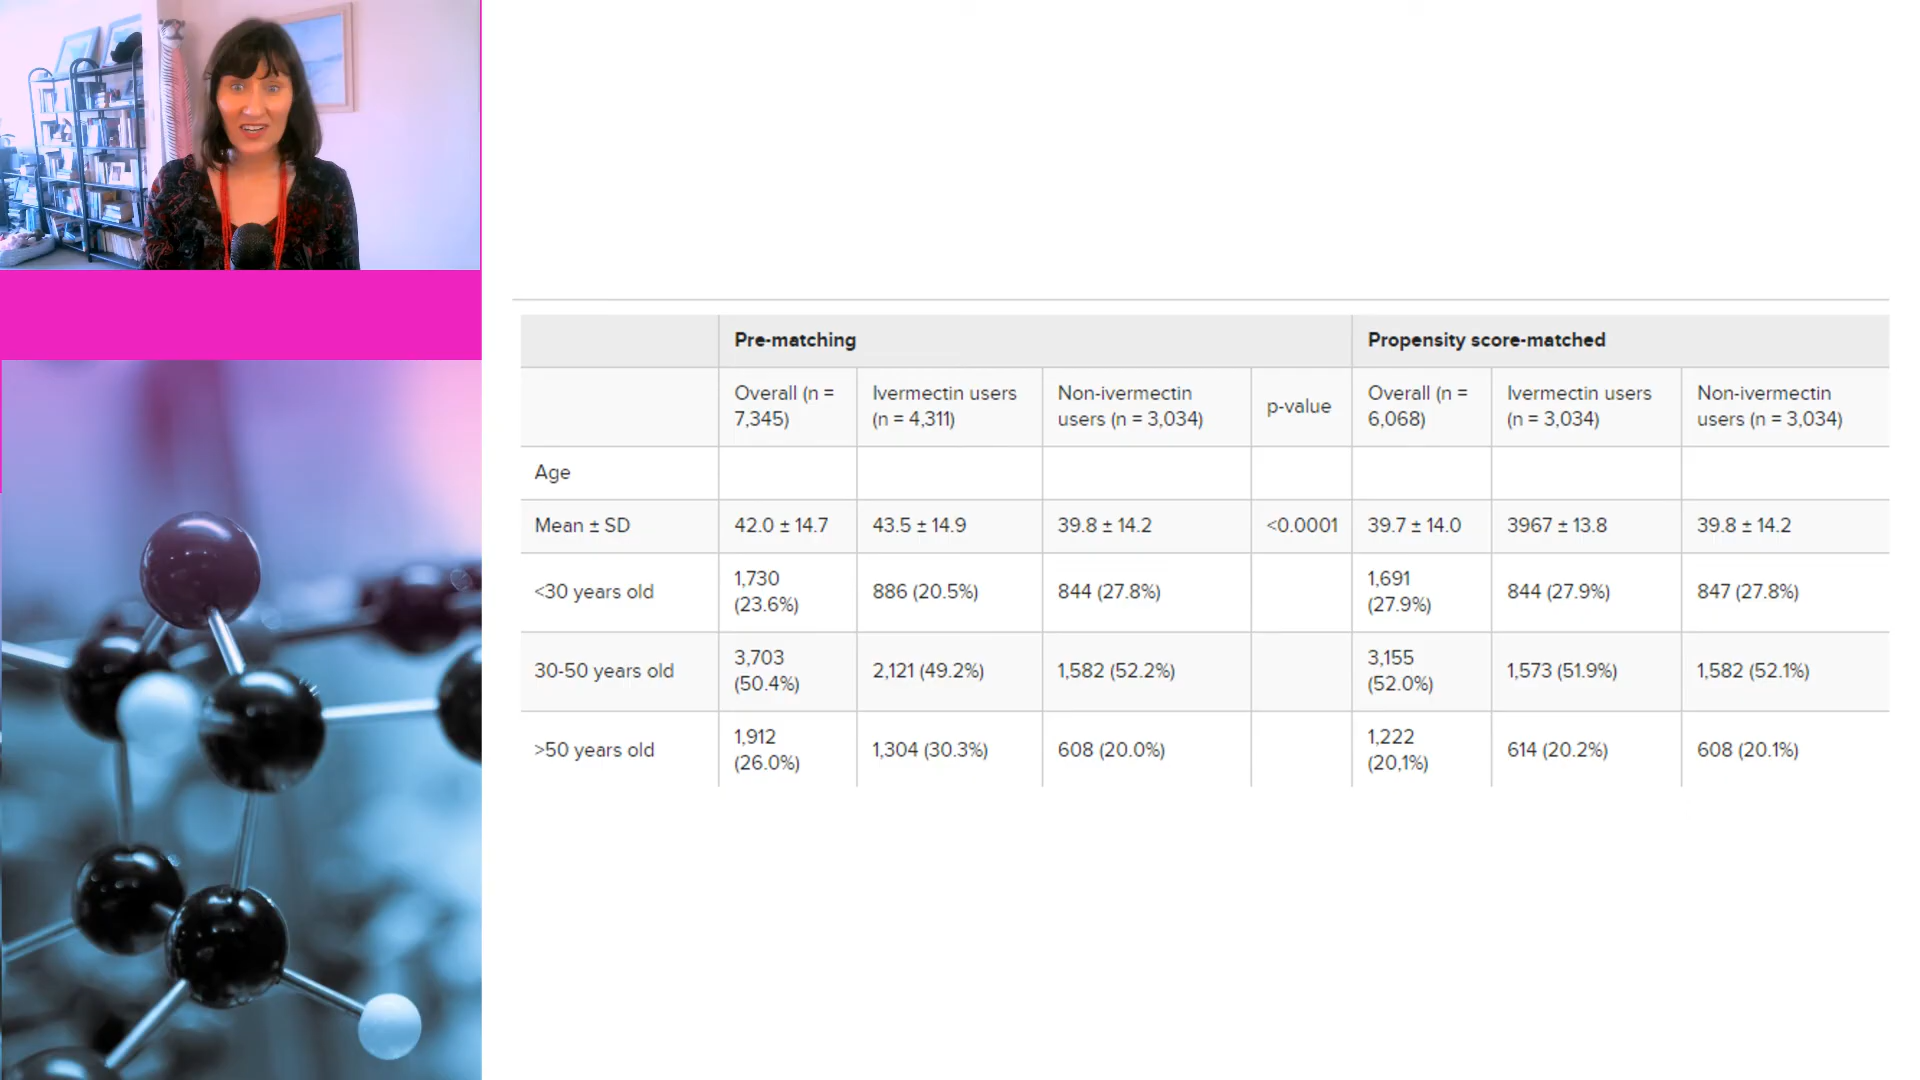 Pre-matching
Propensity score-matched
Overall (n =
7,345)
Ivermectin users
(n = 4,311)
Non-ivermectin
users (n = 3,034)
p-value
Overall (n =
6,068)
Ivermectin users
(n = 3,034)
Non-ivermectin
users (n = 3,034)
Age
Mean ± SD
42.0 ± 14.7
43.5 ± 14.9
39.8 ± 14.2
<0.0001
39.7 ± 14.0
3967 ± 13.8
39.8 ± 14.2
<30 years old
1,730
(23.6%)
886 (20.5%)
844 (27.8%)
1,691
(27.9%)
844 (27.9%)
847 (27.8%)
30-50 years old
3,703
(50.4%)
2,121 (49.2%)
1,582 (52.2%)
3,155
(52.0%)
1,573 (51.9%)
1,582 (52.1%)
>50 years old
1,912
(26.0%)
1,304 (30.3%)
608 (20.0%)
1,222
(20,1%)
614 (20.2%)
608 (20.1%)